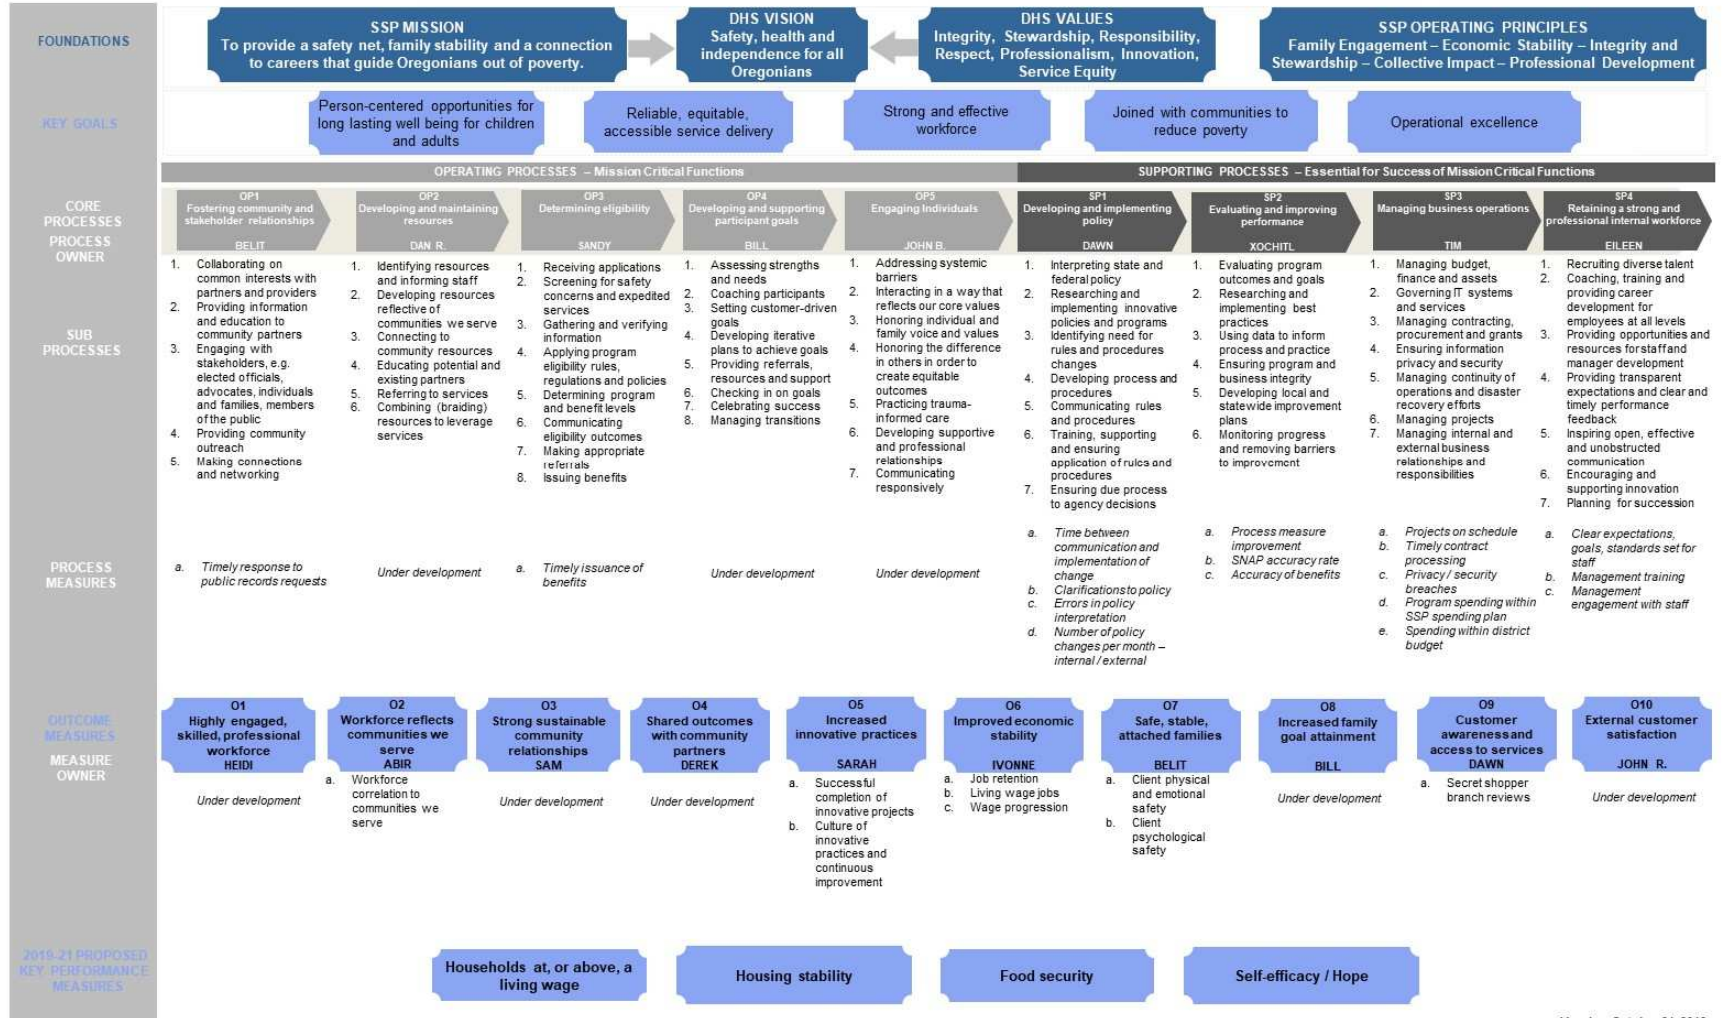 FOUNDATIONS
SSP MISSION
To provide a safety net, family stability and a connection
to careers that guide Oregonians out of poverty.
DHS VISION
Safety, health and
independence for all
Oregonians
DHS VALUES
Integrity, Stewardship, Responsibility,
Respect, Professionalism, Innovation,
Service Equity
SSP OPERATING PRINCIPLES
Family Engagement – Economic Stability – Integrity and
Stewardship – Collective Impact – Professional Development
KEY GOALS
Person-centered opportunities for
long lasting well being for children
and adults
Reliable, equitable,
accessible service delivery
Strong and effective
workforce
Joined with communities to
reduce poverty
Operational excellence
OPERATING PROCESSES – Mission Critical Functions
SUPPORTING PROCESSES – Essential for Success of Mission Critical Functions
CORE
PROCESSES
PROCESS
OWNER
OP1
Fostering community and
stakeholder relationships
BELIT
OP2
Developing and maintaining
resources
DAN R.
OP3
Determining eligibility
SANDY
OP4
Developing and supporting
participant goals
BILL
OP5
Engaging Individuals
JOHN B.
SP1
Developing and implementing
policy
DAWN
SP2
Evaluating and improving
performance
XOCHITL
SP3
Managing business operations
TIM
SP4
Retaining a strong and
professional internal workforce
EILEEN
SUB
PROCESSES
1. Collaborating on
common interests with
partners and providers
2. Providing information
and education to
community partners
3. Engaging with
stakeholders, e.g.
elected officials,
advocates, individuals
and families, members
of the public
4. Providing community
outreach
5. Making connections
and networking
1. Identifying resources
and informing staff
2. Developing resources
reflective of
communities we serve
3. Connecting to
community resources
4. Educating potential and
existing partners
5. Referring to services
6. Combining (braiding)
resources to leverage
services
1. Receiving applications
2. Screening for safety
concerns and expedited
services
3. Gathering and verifying
information
4. Applying program
eligibility rules,
regulations and policies
5. Determining program
and benefit levels
6. Communicating
eligibility outcomes
7. Making appropriate
referrals
8. Issuing benefits
1. Assessing strengths
and needs
2. Coaching participants
3. Setting customer-driven
goals
4. Developing iterative
plans to achieve goals
5. Providing referrals,
resources and support
6. Checking in on goals
7. Celebrating success
8. Managing transitions
1. Addressing systemic
barriers
2. Interacting in a way that
reflects our core values
3. Honoring individual and
family voice and values
4. Honoring the difference
in others in order to
create equitable
outcomes
5. Practicing trauma-
informed care
6. Developing supportive
and professional
relationships
7. Communicating
responsively
1. Interpreting state and
federal policy
2. Researching and
implementing innovative
policies and programs
3. Identifying need for
rules and procedures
changes
4. Developing process and
procedures
5. Communicating rules
and procedures
6. Training, supporting
and ensuring
application of rules and
procedures
7. Ensuring due process
to agency decisions
1. Evaluating program
outcomes and goals
2. Researching and
implementing best
practices
3. Using data to inform
process and practice
4. Ensuring program and
business integrity
5. Developing local and
statewide improvement
plans
6. Monitoring progress
and removing barriers
to improvement
1. Managing budget,
finance and assets
2. Governing IT systems
and services
3. Managing contracting,
procurement and grants
4. Ensuring information
privacy and security
5. Managing continuity of
operations and disaster
recovery efforts
6. Managing projects
7. Managing internal and
external business
relationships and
responsibilities
1. Recruiting diverse talent
2. Coaching, training and
providing career
development for
employees at all levels
3. Providing opportunities and
resources for staff and
manager development
4. Providing transparent
expectations and clear and
timely performance
feedback
5. Inspiring open, effective
and unobstructed
communication
6. Encouraging and
supporting innovation
7. Planning for succession
PROCESS
MEASURES
a. Timely response to
public records requests
Under development
a. Timely issuance of
benefits
Under development
Under development
a. Time between
communication and
implementation of
change
b. Clarifications to policy
c. Errors in policy
interpretation
d. Number of policy
changes per month –
internal / external
a. Process measure
improvement
b. SNAP accuracy rate
c. Accuracy of benefits
a. Projects on schedule
b. Timely contract
processing
c. Privacy / security
breaches
d. Program spending within
SSP spending plan
e. Spending within district
budget
a. Clear expectations,
goals, standards set for
staff
b. Management training
c. Management
engagement with staff
OUTCOME
MEASURES
MEASURE
OWNER
O1
Highly engaged,
skilled, professional
workforce
HEIDI
Under development
O2
Workforce reflects
communities we
serve
ABIR
a. Workforce
correlation to
communities we
serve
O3
Strong sustainable
community
relationships
SAM
Under development
O4
Shared outcomes
with community
partners
DEREK
Under development
O5
Increased
innovative practices
SARAH
a. Successful
completion of
innovative projects
b. Culture of
innovative
practices and
continuous
improvement
O6
Improved economic
stability
IVONNE
a. Job retention
b. Living wage jobs
c. Wage progression
O7
Safe, stable,
attached families
BELIT
a. Client physical
and emotional
safety
b. Client
psychological
safety
O8
Increased family
goal attainment
BILL
Under development
O9
Customer
awareness and
access to services
DAWN
a. Secret shopper
branch reviews
O10
External customer
satisfaction
JOHN R.
Under development
2019-21 PROPOSED
KEY PERFORMANCE
MEASURES
Households at, or above, a
living wage
Housing stability
Food security
Self-efficacy / Hope